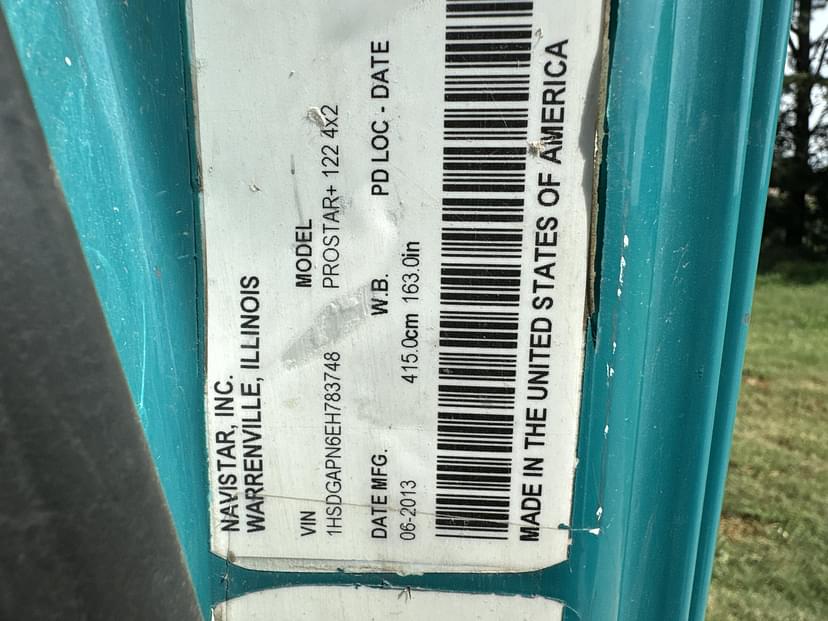 NAVISTAR, INC.
WARRENVILLE, ILLINOIS
VIN MODEL
1HSDGAPN6EH783748 PROSTAR+ 122 4x2
DATE MFG. W.B. PD LOC - DATE
06-2013 415.0cm 163.0in
MADE IN THE UNITED STATES OF AMERICA